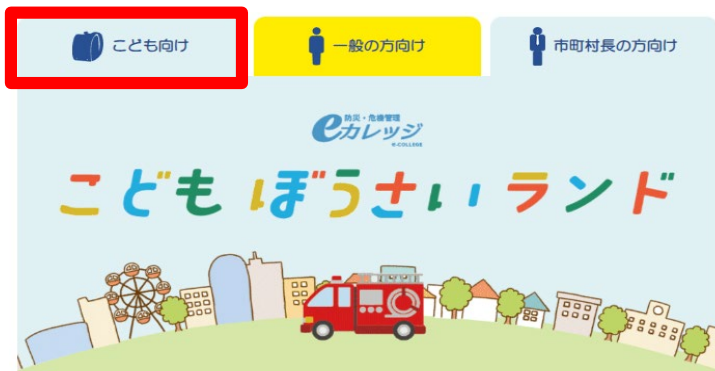 こども向け
一般の方向け
市町村長の方向け
防災・危機管理
eカレッジ
e-COLLEGE
こどもぼうさいランド